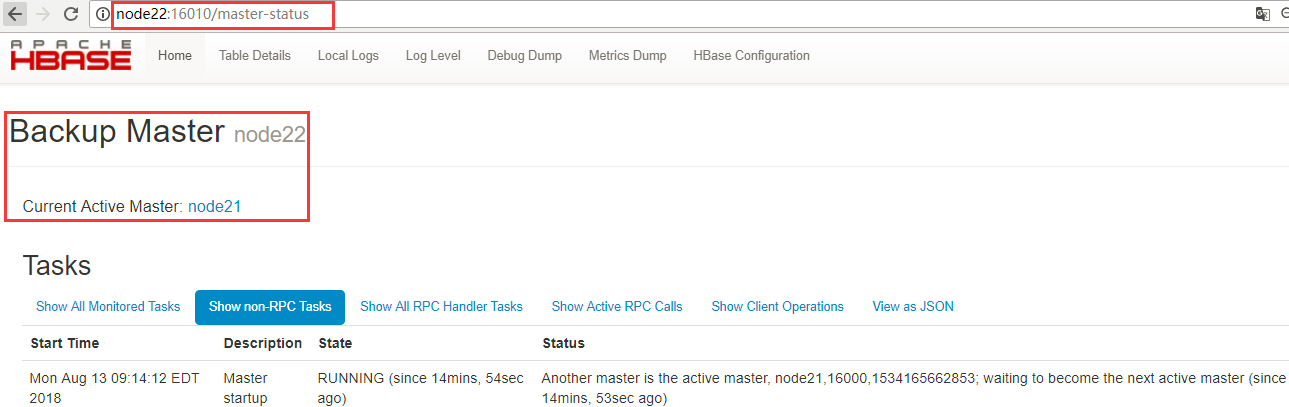 node22:16010/master-status
APACHE
HBASE Home Table Details Local Logs Log Level Debug Dump Metrics Dump HBase Configuration
Backup Master node22
Current Active Master: node21
Tasks
Show All Monitored Tasks Show non-RPC Tasks Show All RPC Handler Tasks Show Active RPC Calls Show Client Operations View as JSON
Start Time Description State Status
Mon Aug 13 09:14:12 EDT Master RUNNING (since 14mins, 54sec Another master is the active master, node21,16000,1534165662853; waiting to become the next active master (since
2018 startup ago) 14mins, 53sec ago)